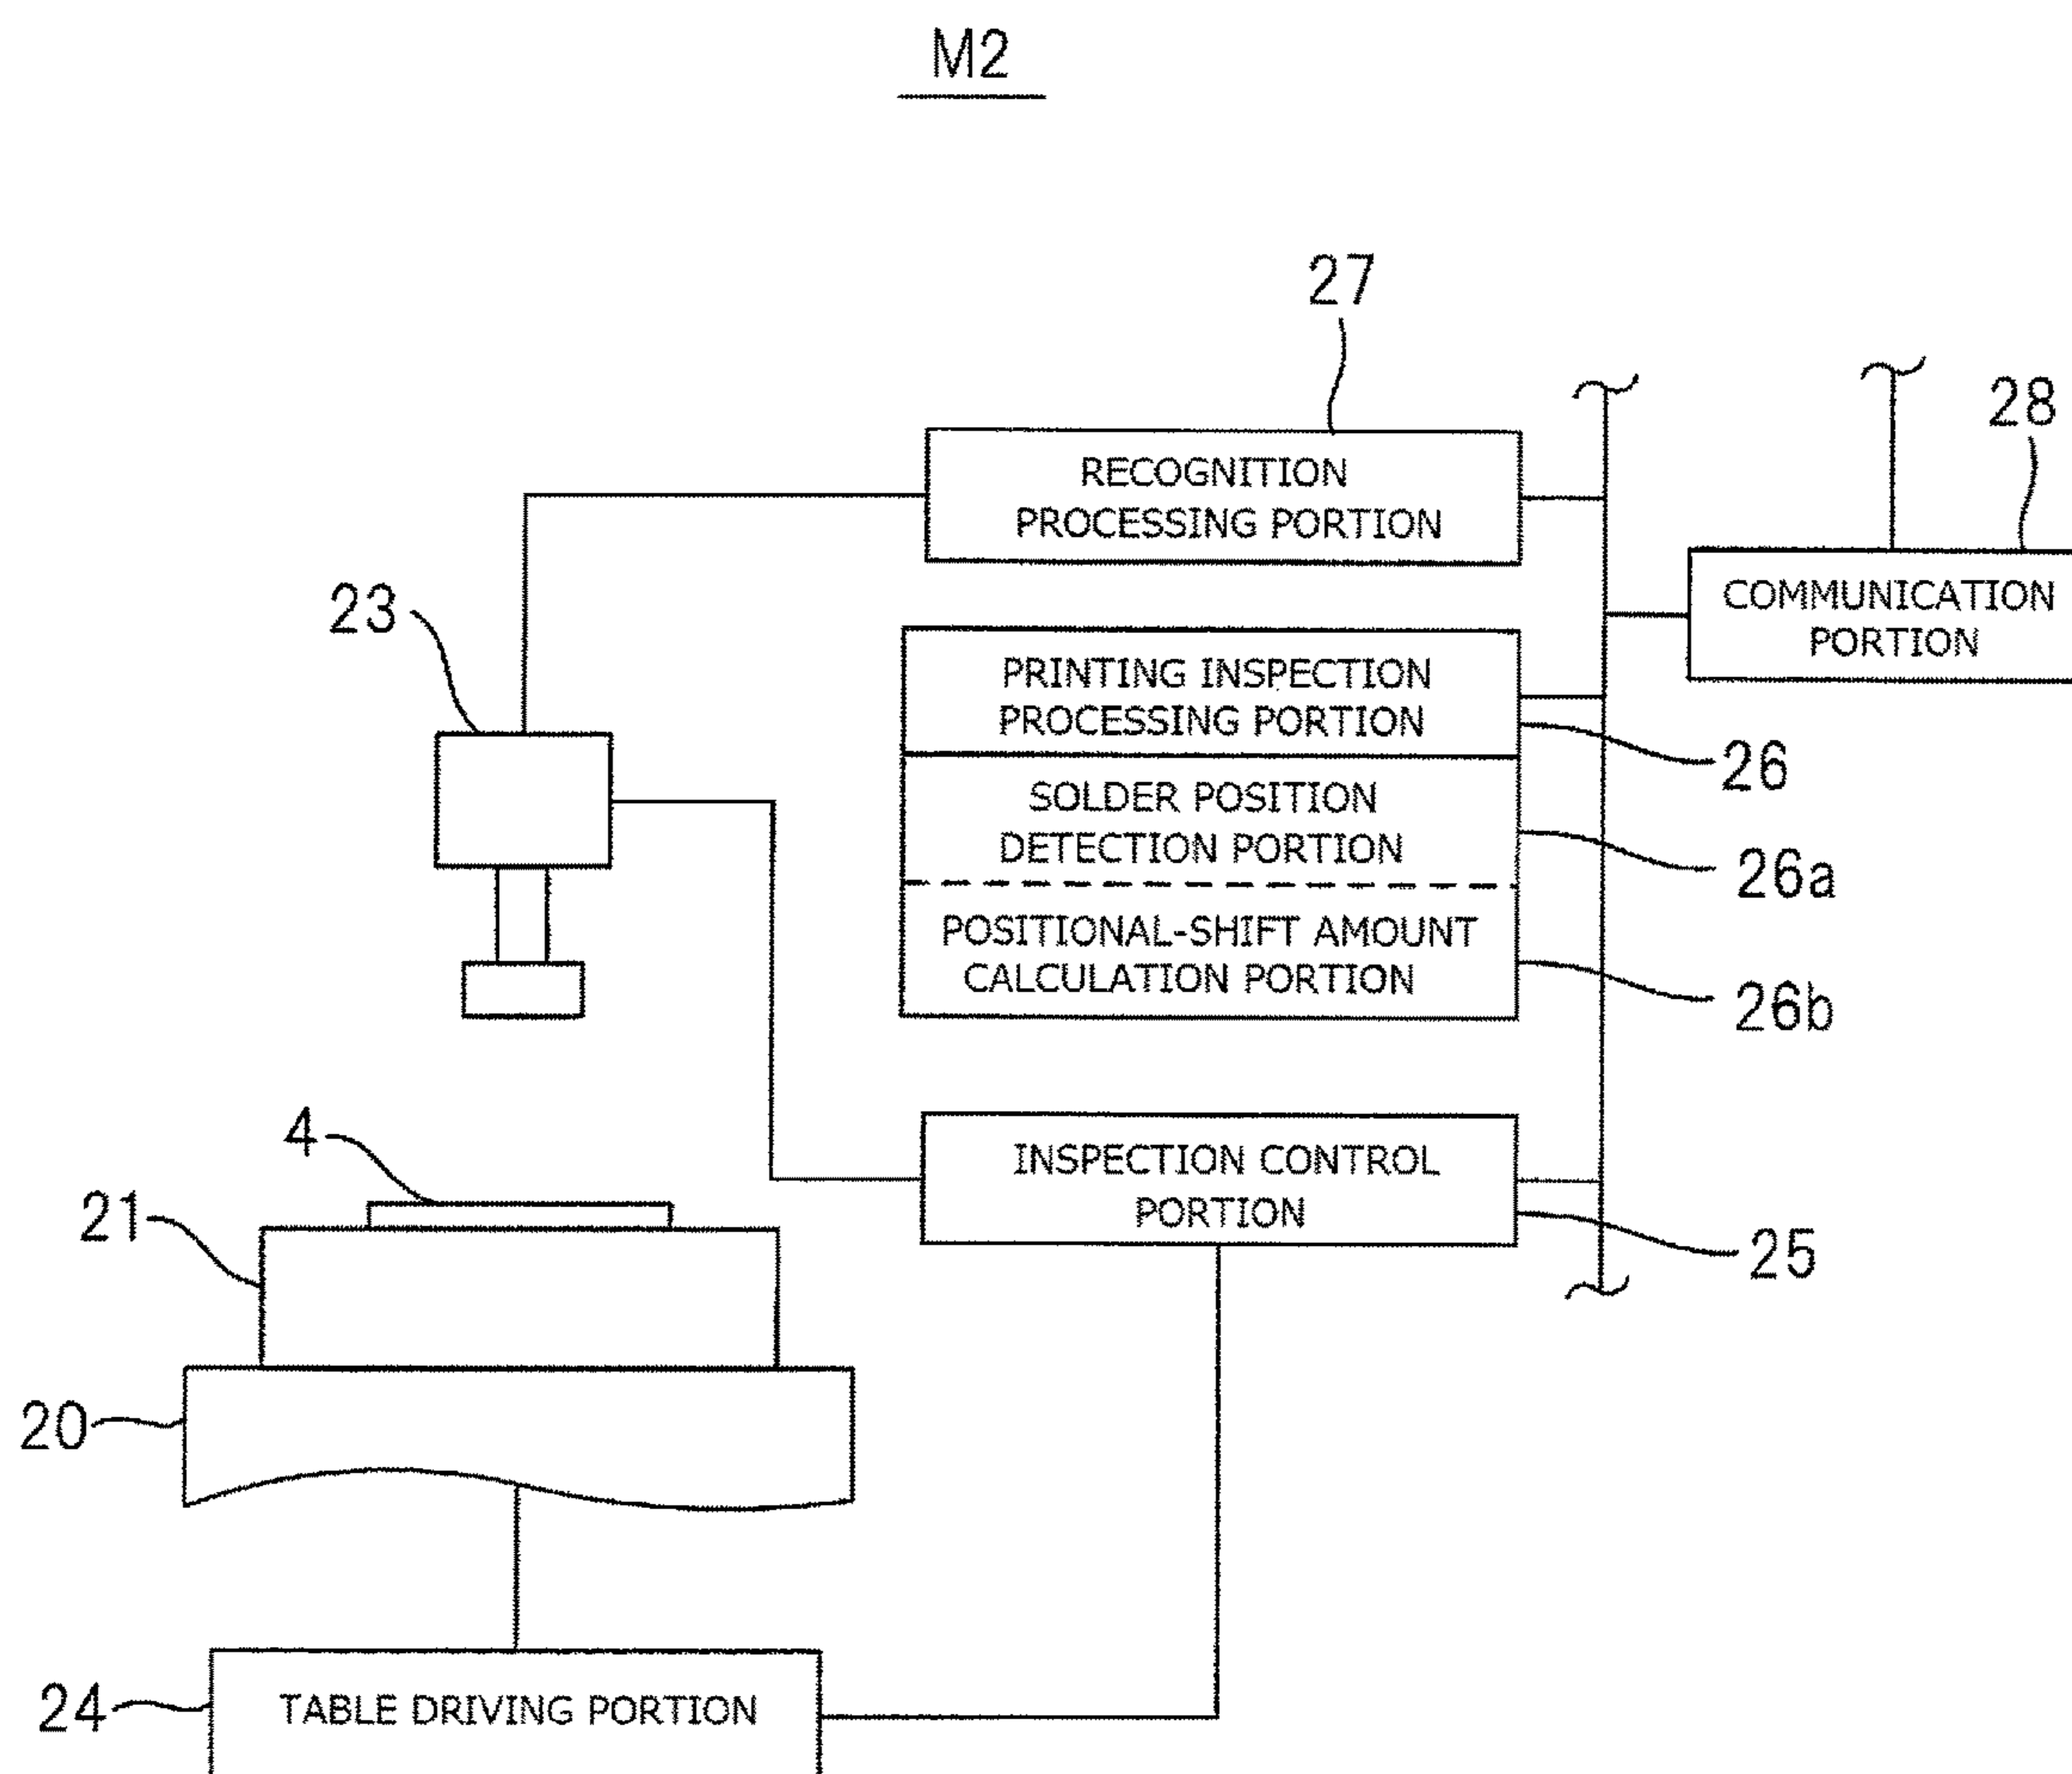 M2
27
28
RECOGNITION
PROCESSING PORTION
COMMUNICATION
PORTION
23
PRINTING INSPECTION
PROCESSING PORTION
26
SOLDER POSITION
DETECTION PORTION
26a
POSITIONAL-SHIFT AMOUNT
CALCULATION PORTION
26b
4
21
INSPECTION CONTROL
PORTION
25
20
24
TABLE DRIVING PORTION